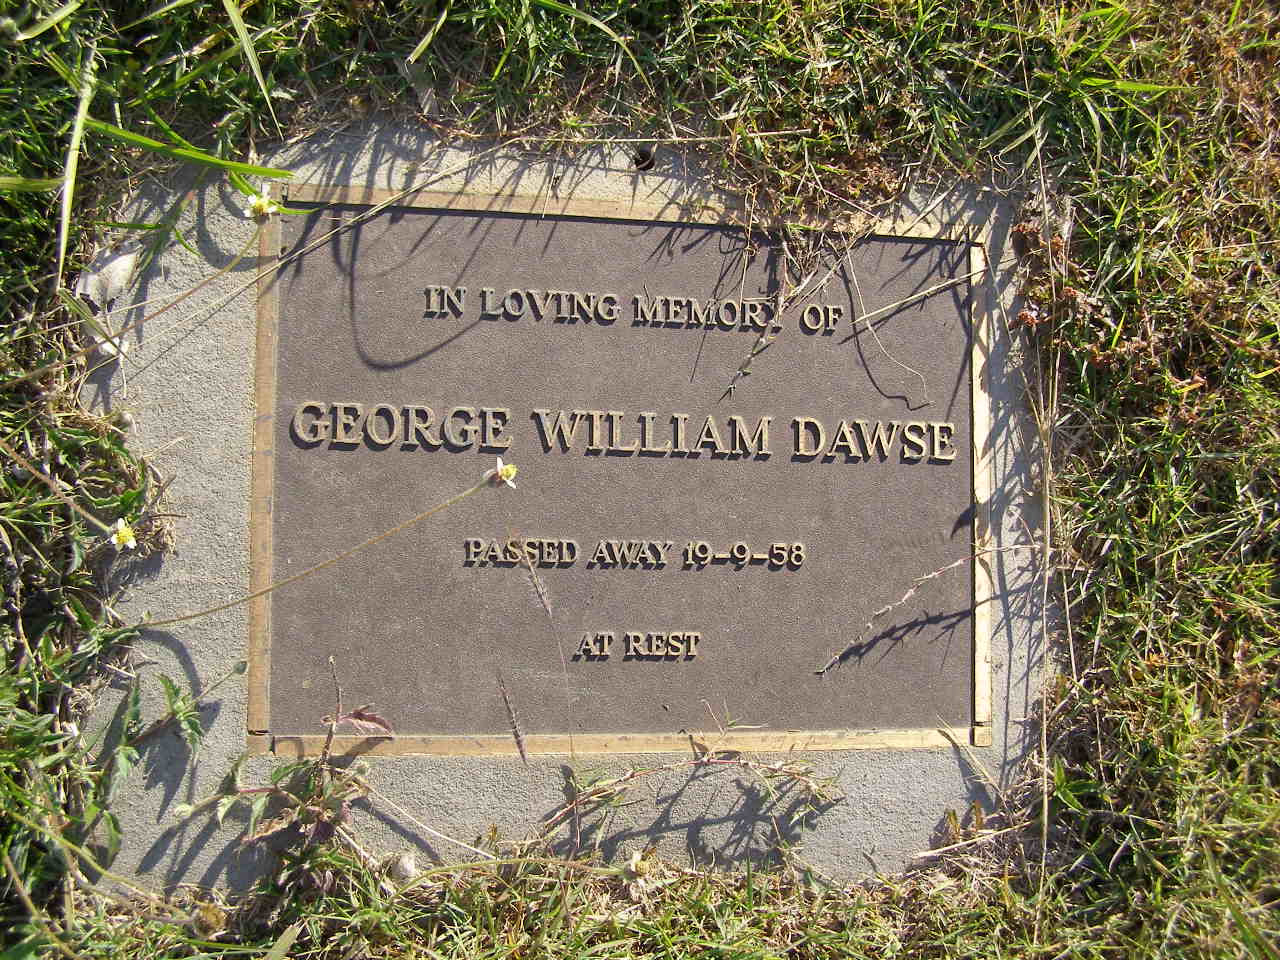 IN LOVING MEMORY OF
GEORGE WILLIAM DAWSE
PASSED AWAY 19-9-58
AT REST